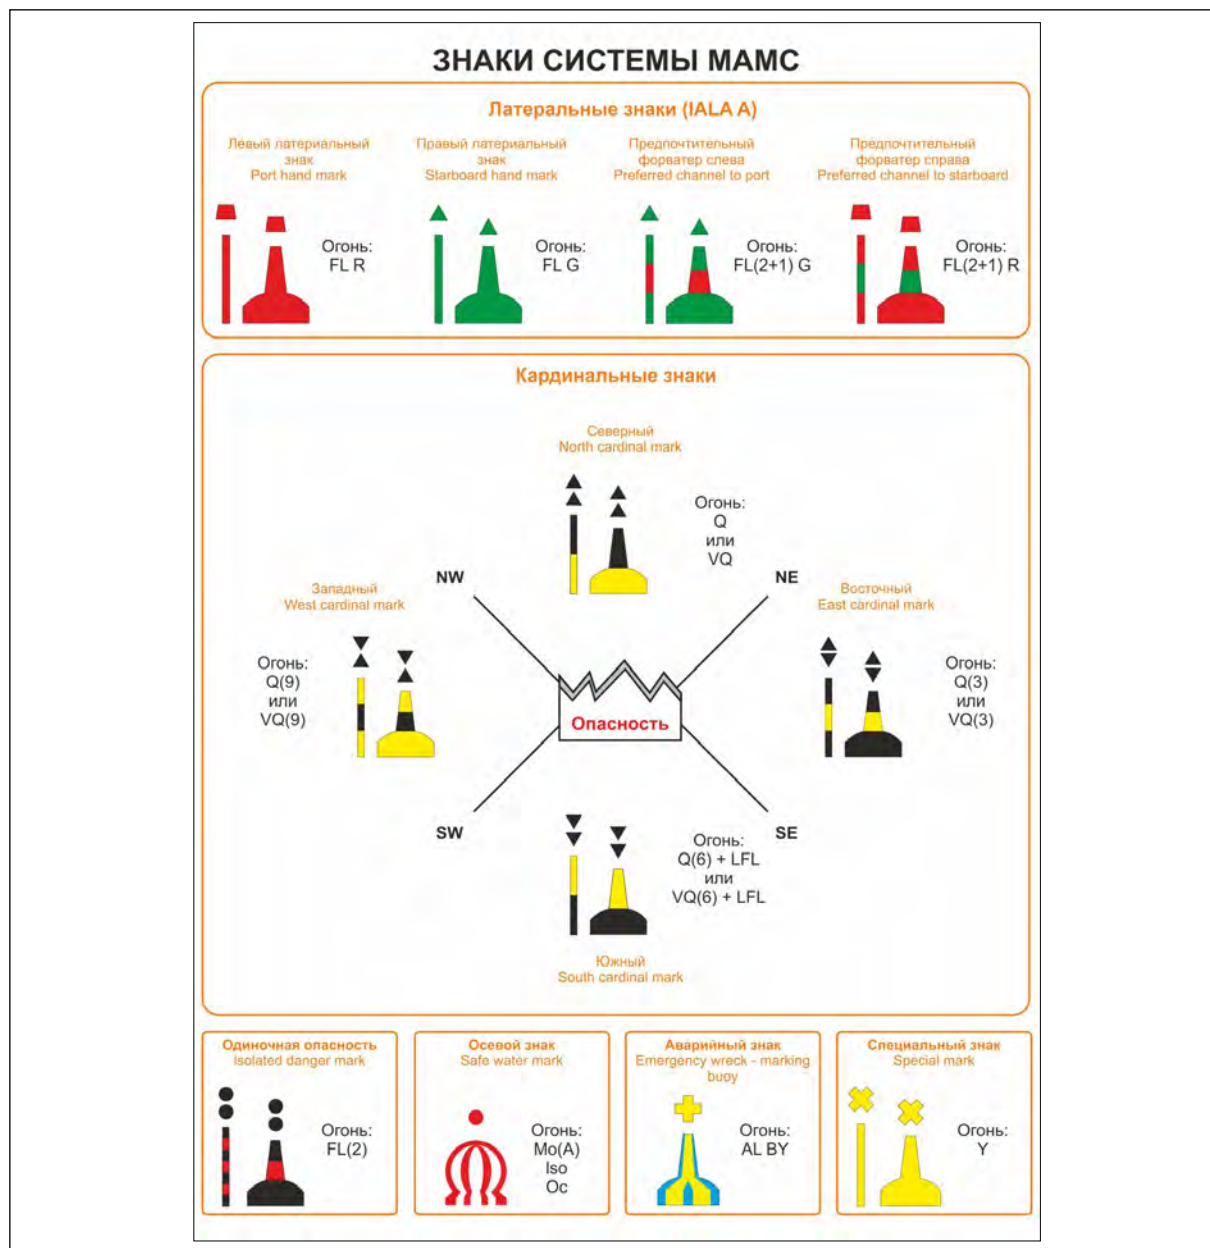 ЗНАКИ СИСТЕМЫ МАМС
Латеральные знаки (IALA A)
Левый латериальный
знак
Port hand mark
Огонь:
FL R
Правый латериальный
знак
Starboard hand mark
Огонь:
FL G
Предпочтительный
форватер слева
Preferred channel to port
Огонь:
FL(2+1) G
Предпочтительный
форватер справа
Preferred channel to starboard
Огонь:
FL(2+1) R
Кардинальные знаки
Северный
North cardinal mark
Огонь:
Q
или
VQ
NW
NE
Западный
West cardinal mark
Огонь:
Q(9)
или
VQ(9)
Восточный
East cardinal mark
Огонь:
Q(3)
или
VQ(3)
Опасность
SW
SE
Огонь:
Q(6) + LFL
или
VQ(6) + LFL
Южный
South cardinal mark
Одиночная опасность
Isolated danger mark
Огонь:
FL(2)
Осевой знак
Safe water mark
Огонь:
Mo(A)
Iso
Oc
Аварийный знак
Emergency wreck - marking
buoy
Огонь:
AL BY
Специальный знак
Special mark
Огонь:
Y